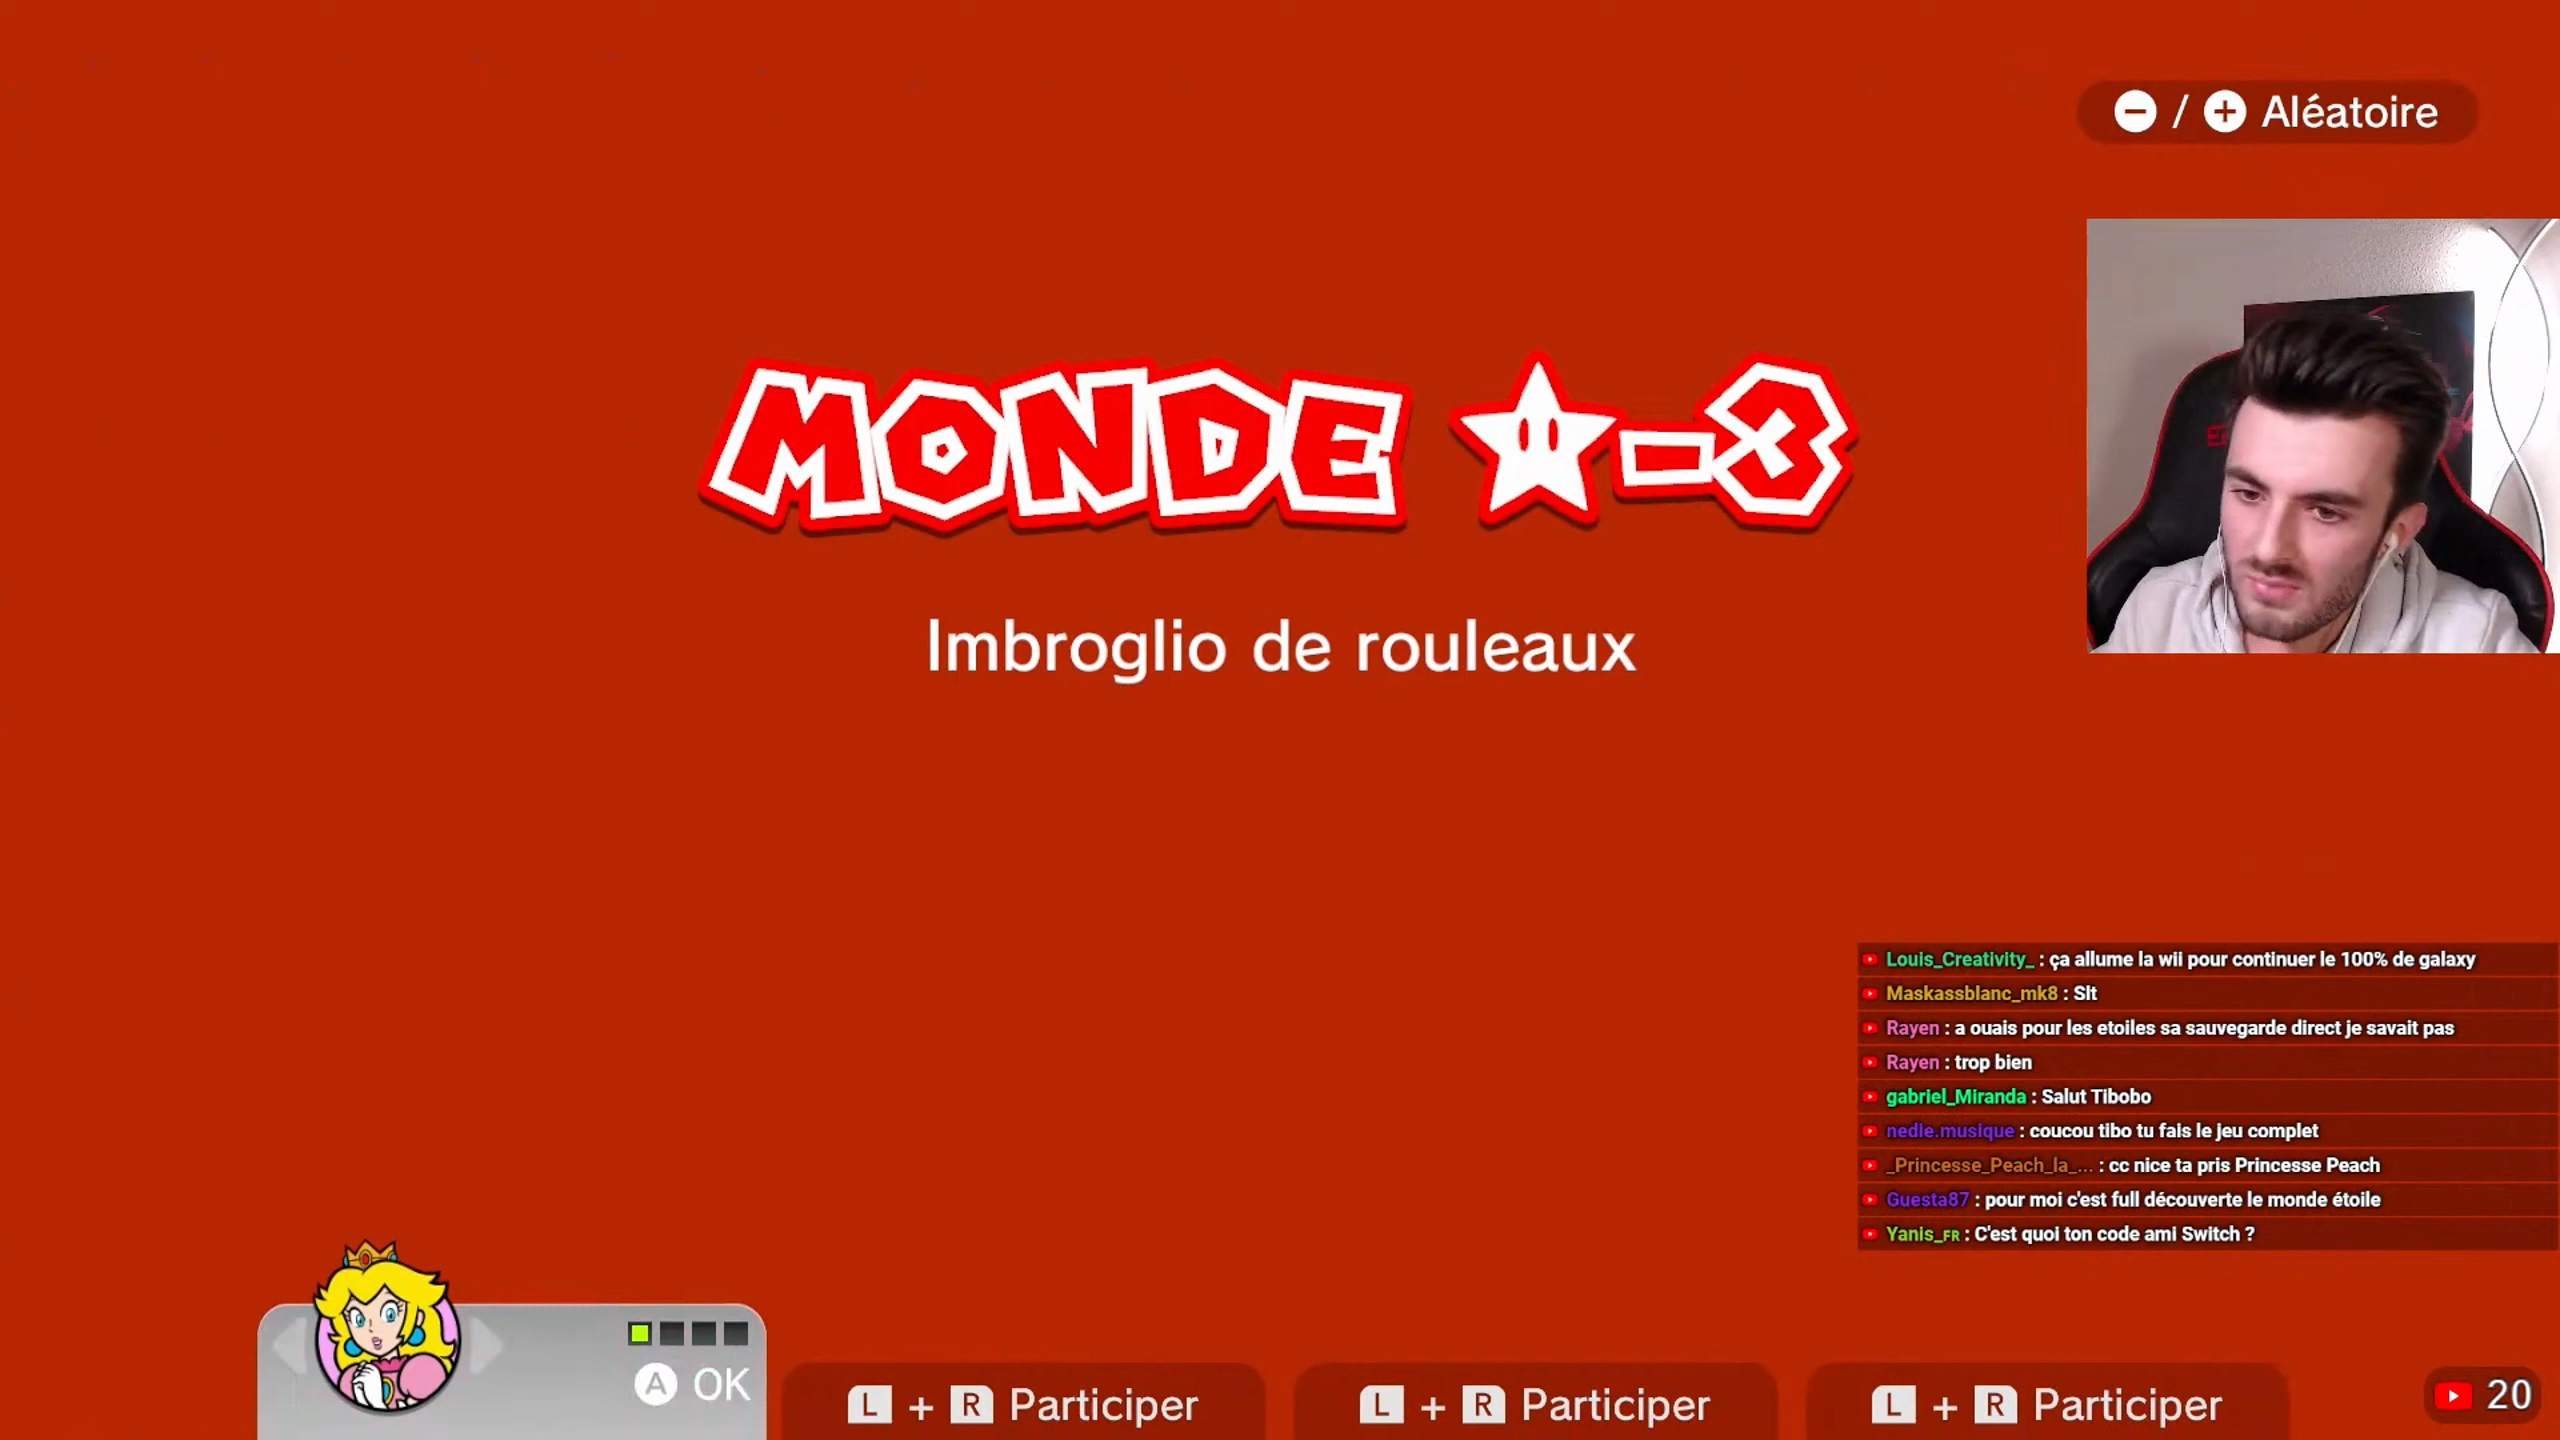 − / + Aléatoire
MONDE ★-3
Imbroglio de rouleaux
Louis_Creativity_ : ça allume la wii pour continuer le 100% de galaxy
Maskassblanc_mk8 : Slt
Rayen : a ouais pour les etoiles sa sauvegarde direct je savait pas
Rayen : trop bien
gabriel_Miranda : Salut Tibobo
nedle.musique : coucou tibo tu fais le jeu complet
_Princesse_Peach_la_... : cc nice ta pris Princesse Peach
Guesta87 : pour moi c'est full découverte le monde étoile
Yanis_FR : C'est quoi ton code ami Switch ?
A OK
L + R Participer
L + R Participer
L + R Participer
20